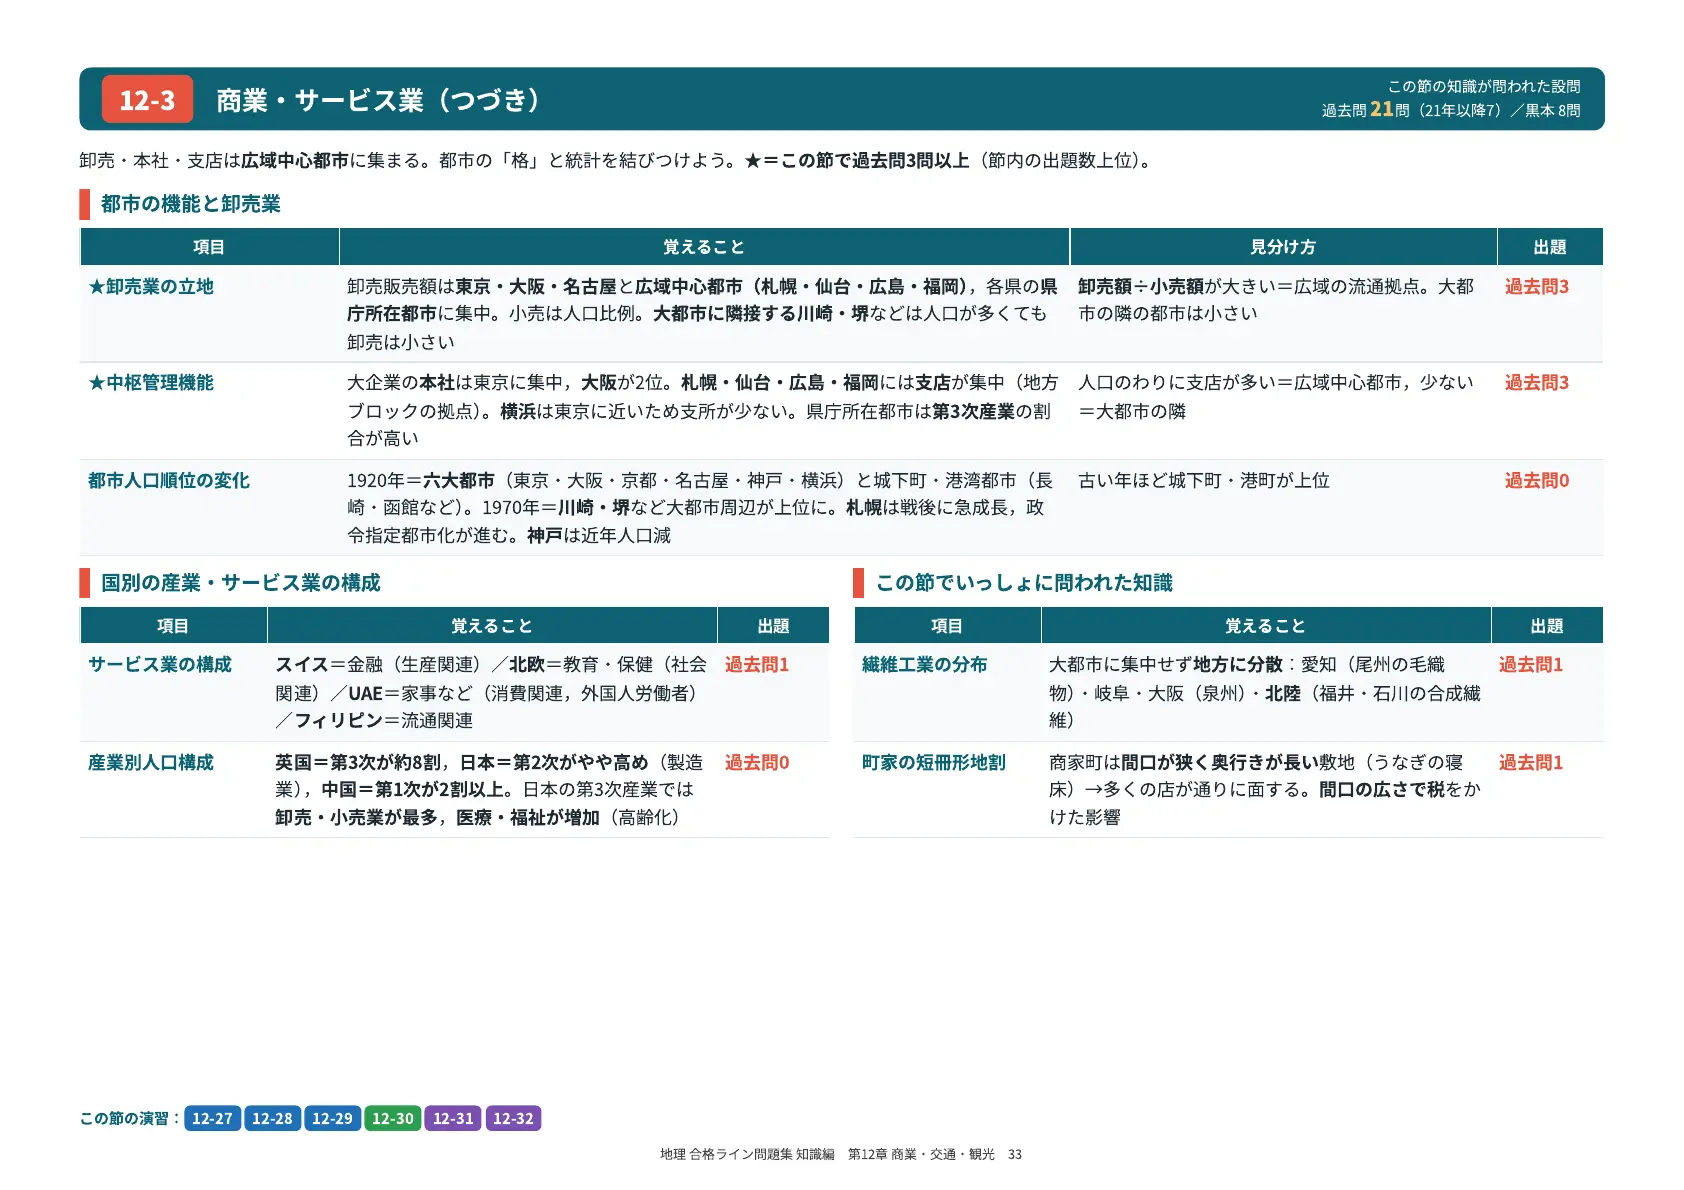 12-3 商業・サービス業（つづき）
この節の知識が問われた設問
過去問21問（21年以降7）／黒本8問
卸売・本社・支店は広域中心都市に集まる。都市の「格」と統計を結びつけよう。★＝この節で過去問3問以上（節内の出題数上位）。
都市の機能と卸売業
項目 覚えること 見分け方 出題
★卸売業の立地
卸売販売額は東京・大阪・名古屋と広域中心都市（札幌・仙台・広島・福岡），各県の県
庁所在都市に集中。小売は人口比例。大都市に隣接する川崎・堺などは人口が多くても
卸売は小さい
卸売額÷小売額が大きい＝広域の流通拠点。大都
市の隣の都市は小さい
過去問3
★中枢管理機能
大企業の本社は東京に集中，大阪が2位。札幌・仙台・広島・福岡には支店が集中（地方
ブロックの拠点）。横浜は東京に近いため支所が少ない。県庁所在都市は第3次産業の割
合が高い
人口のわりに支店が多い＝広域中心都市，少ない
＝大都市の隣
過去問3
都市人口順位の変化
1920年＝六大都市（東京・大阪・京都・名古屋・神戸・横浜）と城下町・港湾都市（長
崎・函館など）。1970年＝川崎・堺など大都市周辺が上位に。札幌は戦後に急成長，政
令指定都市化が進む。神戸は近年人口減
古い年ほど城下町・港町が上位
過去問0
国別の産業・サービス業の構成
項目 覚えること 出題
サービス業の構成
スイス＝金融（生産関連）／北欧＝教育・保健（社会
関連）／UAE＝家事など（消費関連，外国人労働者）
／フィリピン＝流通関連
過去問1
産業別人口構成
英国＝第3次が約8割，日本＝第2次がやや高め（製造
業），中国＝第1次が2割以上。日本の第3次産業では
卸売・小売業が最多，医療・福祉が増加（高齢化）
過去問0
この節でいっしょに問われた知識
項目 覚えること 出題
繊維工業の分布
大都市に集中せず地方に分散：愛知（尾州の毛織
物）・岐阜・大阪（泉州）・北陸（福井・石川の合成繊
維）
過去問1
町家の短冊形地割
商家町は間口が狭く奥行きが長い敷地（うなぎの寝
床）→多くの店が通りに面する。間口の広さで税をか
けた影響
過去問1
この節の演習： 12-27 12-28 12-29 12-30 12-31 12-32
地理 合格ライン問題集 知識編　第12章 商業・交通・観光　33